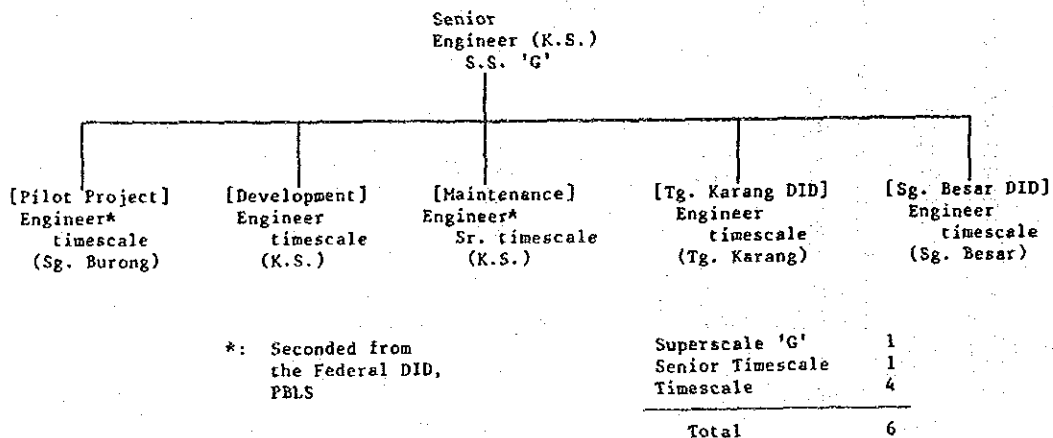 Senior
Engineer (K.S.)
S.S. 'G'
[Pilot Project]
Engineer*
timescale
(Sg. Burong)
[Development]
Engineer
timescale
(K.S.)
[Maintenance]
Engineer*
Sr. timescale
(K.S.)
[Tg. Karang DID]
Engineer
timescale
(Tg. Karang)
[Sg. Besar DID]
Engineer
timescale
(Sg. Besar)
*: Seconded from
the Federal DID,
PBLS
Superscale 'G' 1
Senior Timescale 1
Timescale 4
Total 6